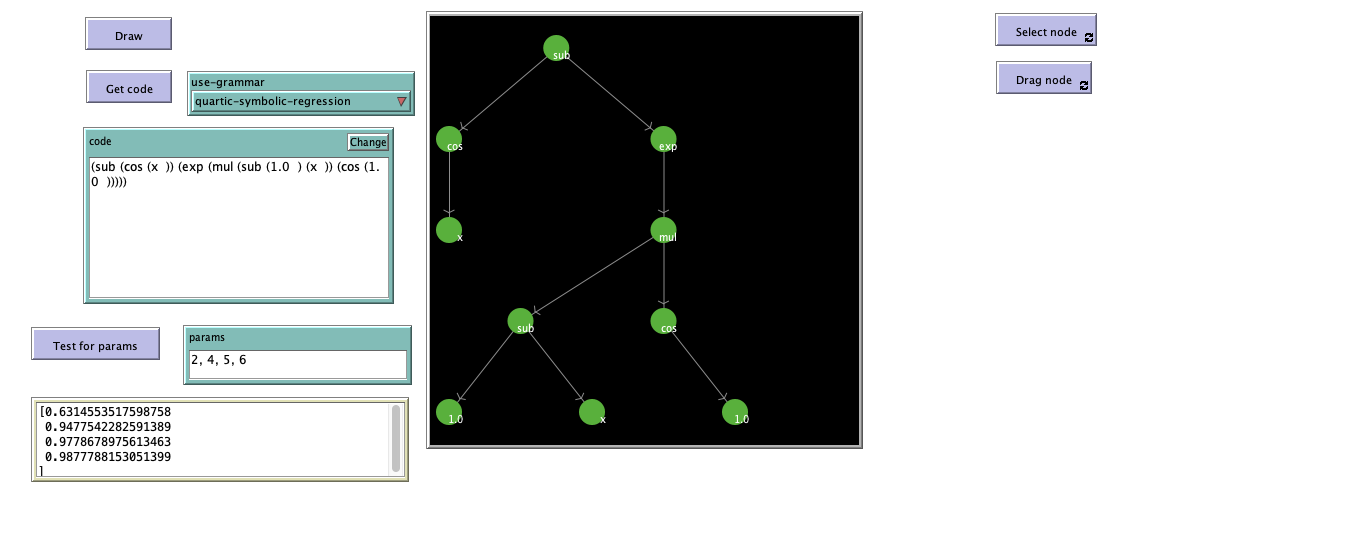 Draw
Get code
use-grammar
quartic-symbolic-regression
code
Change
(sub (cos (x  )) (exp (mul (sub (1.0  ) (x  )) (cos (1.
0  )))))
Test for params
params
2, 4, 5, 6
[0.6314553517598758
0.9477542282591389
0.9778678975613463
0.9877788153051399
]
sub
cos
exp
x
mul
sub
cos
1.0
x
1.0
Select node
Drag node